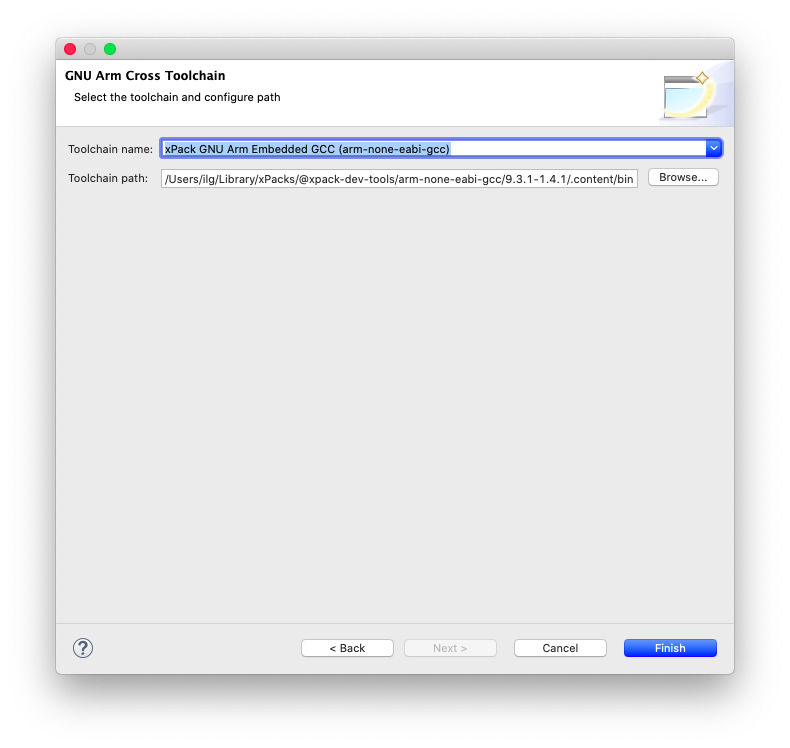 GNU Arm Cross Toolchain
Select the toolchain and configure path
Toolchain name: xPack GNU Arm Embedded GCC (arm-none-eabi-gcc)
Toolchain path: /Users/ilg/Library/xPacks/@xpack-dev-tools/arm-none-eabi-gcc/9.3.1-1.4.1/.content/bin Browse...
? < Back Next > Cancel Finish